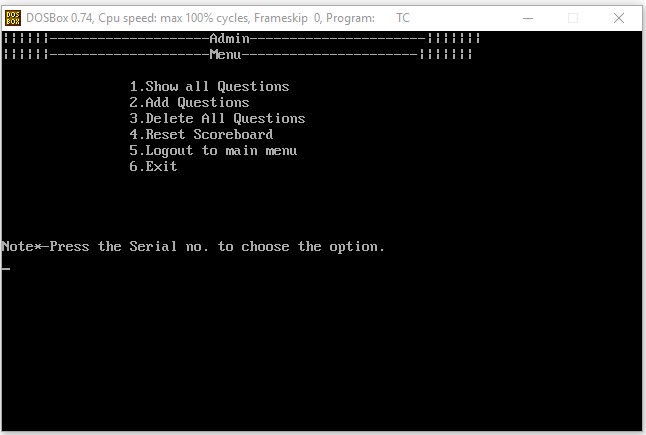 DOS BOX DOSBox 0.74, Cpu speed: max 100% cycles, Frameskip 0, Program: TC
¦¦¦¦¦¦--------------------Admin----------------------¦¦¦¦¦¦¦
¦¦¦¦¦¦--------------------Menu----------------------¦¦¦¦¦¦¦
1.Show all Questions
2.Add Questions
3.Delete All Questions
4.Reset Scoreboard
5.Logout to main menu
6.Exit
Note*-Press the Serial no. to choose the option.
_